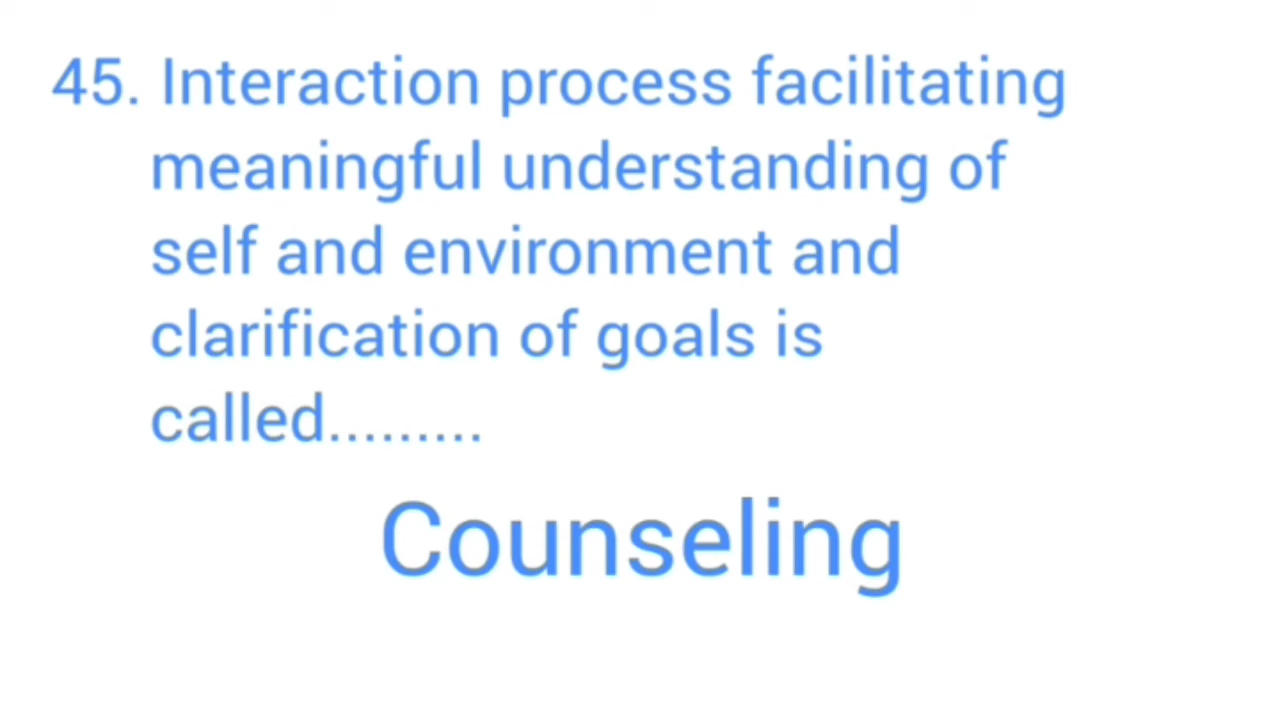 45. Interaction process facilitating
meaningful understanding of
self and environment and
clarification of goals is
called.........
Counseling